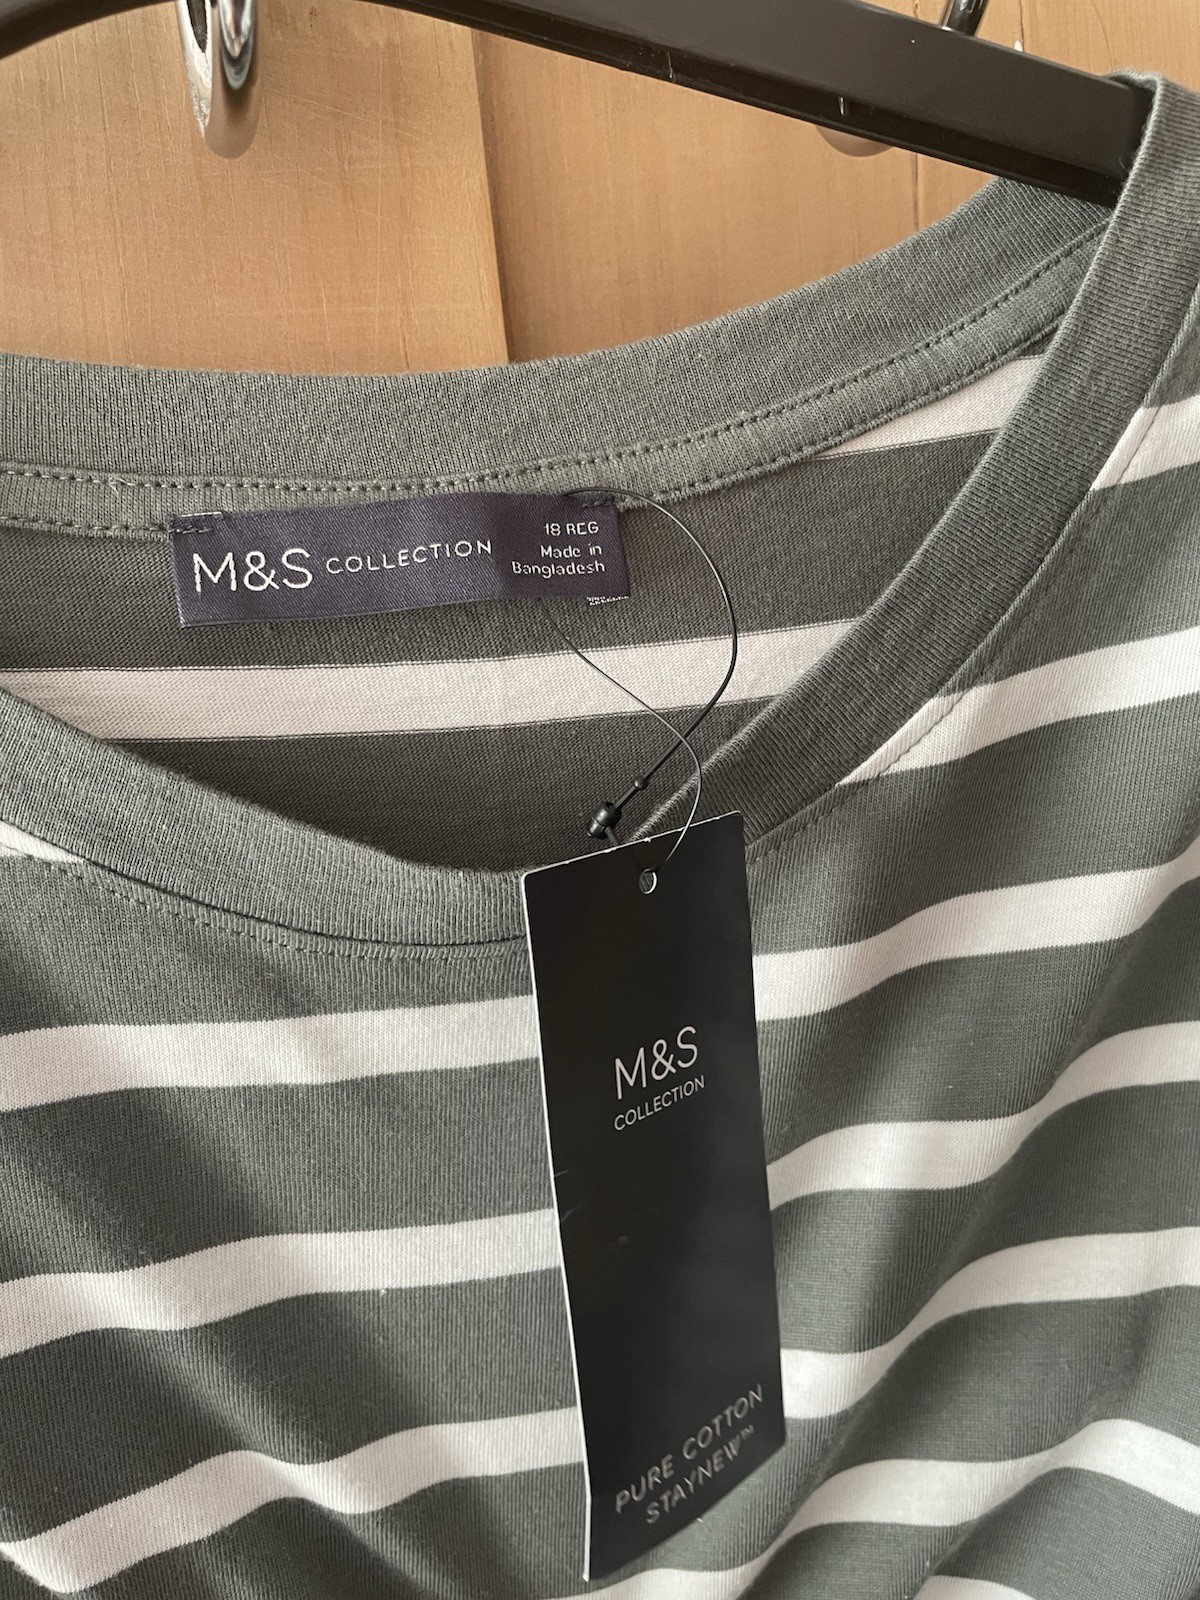 M&S COLLECTION
18 REG
Made in
Bangladesh
M&S
COLLECTION
PURE COTTON
STAYNEW™